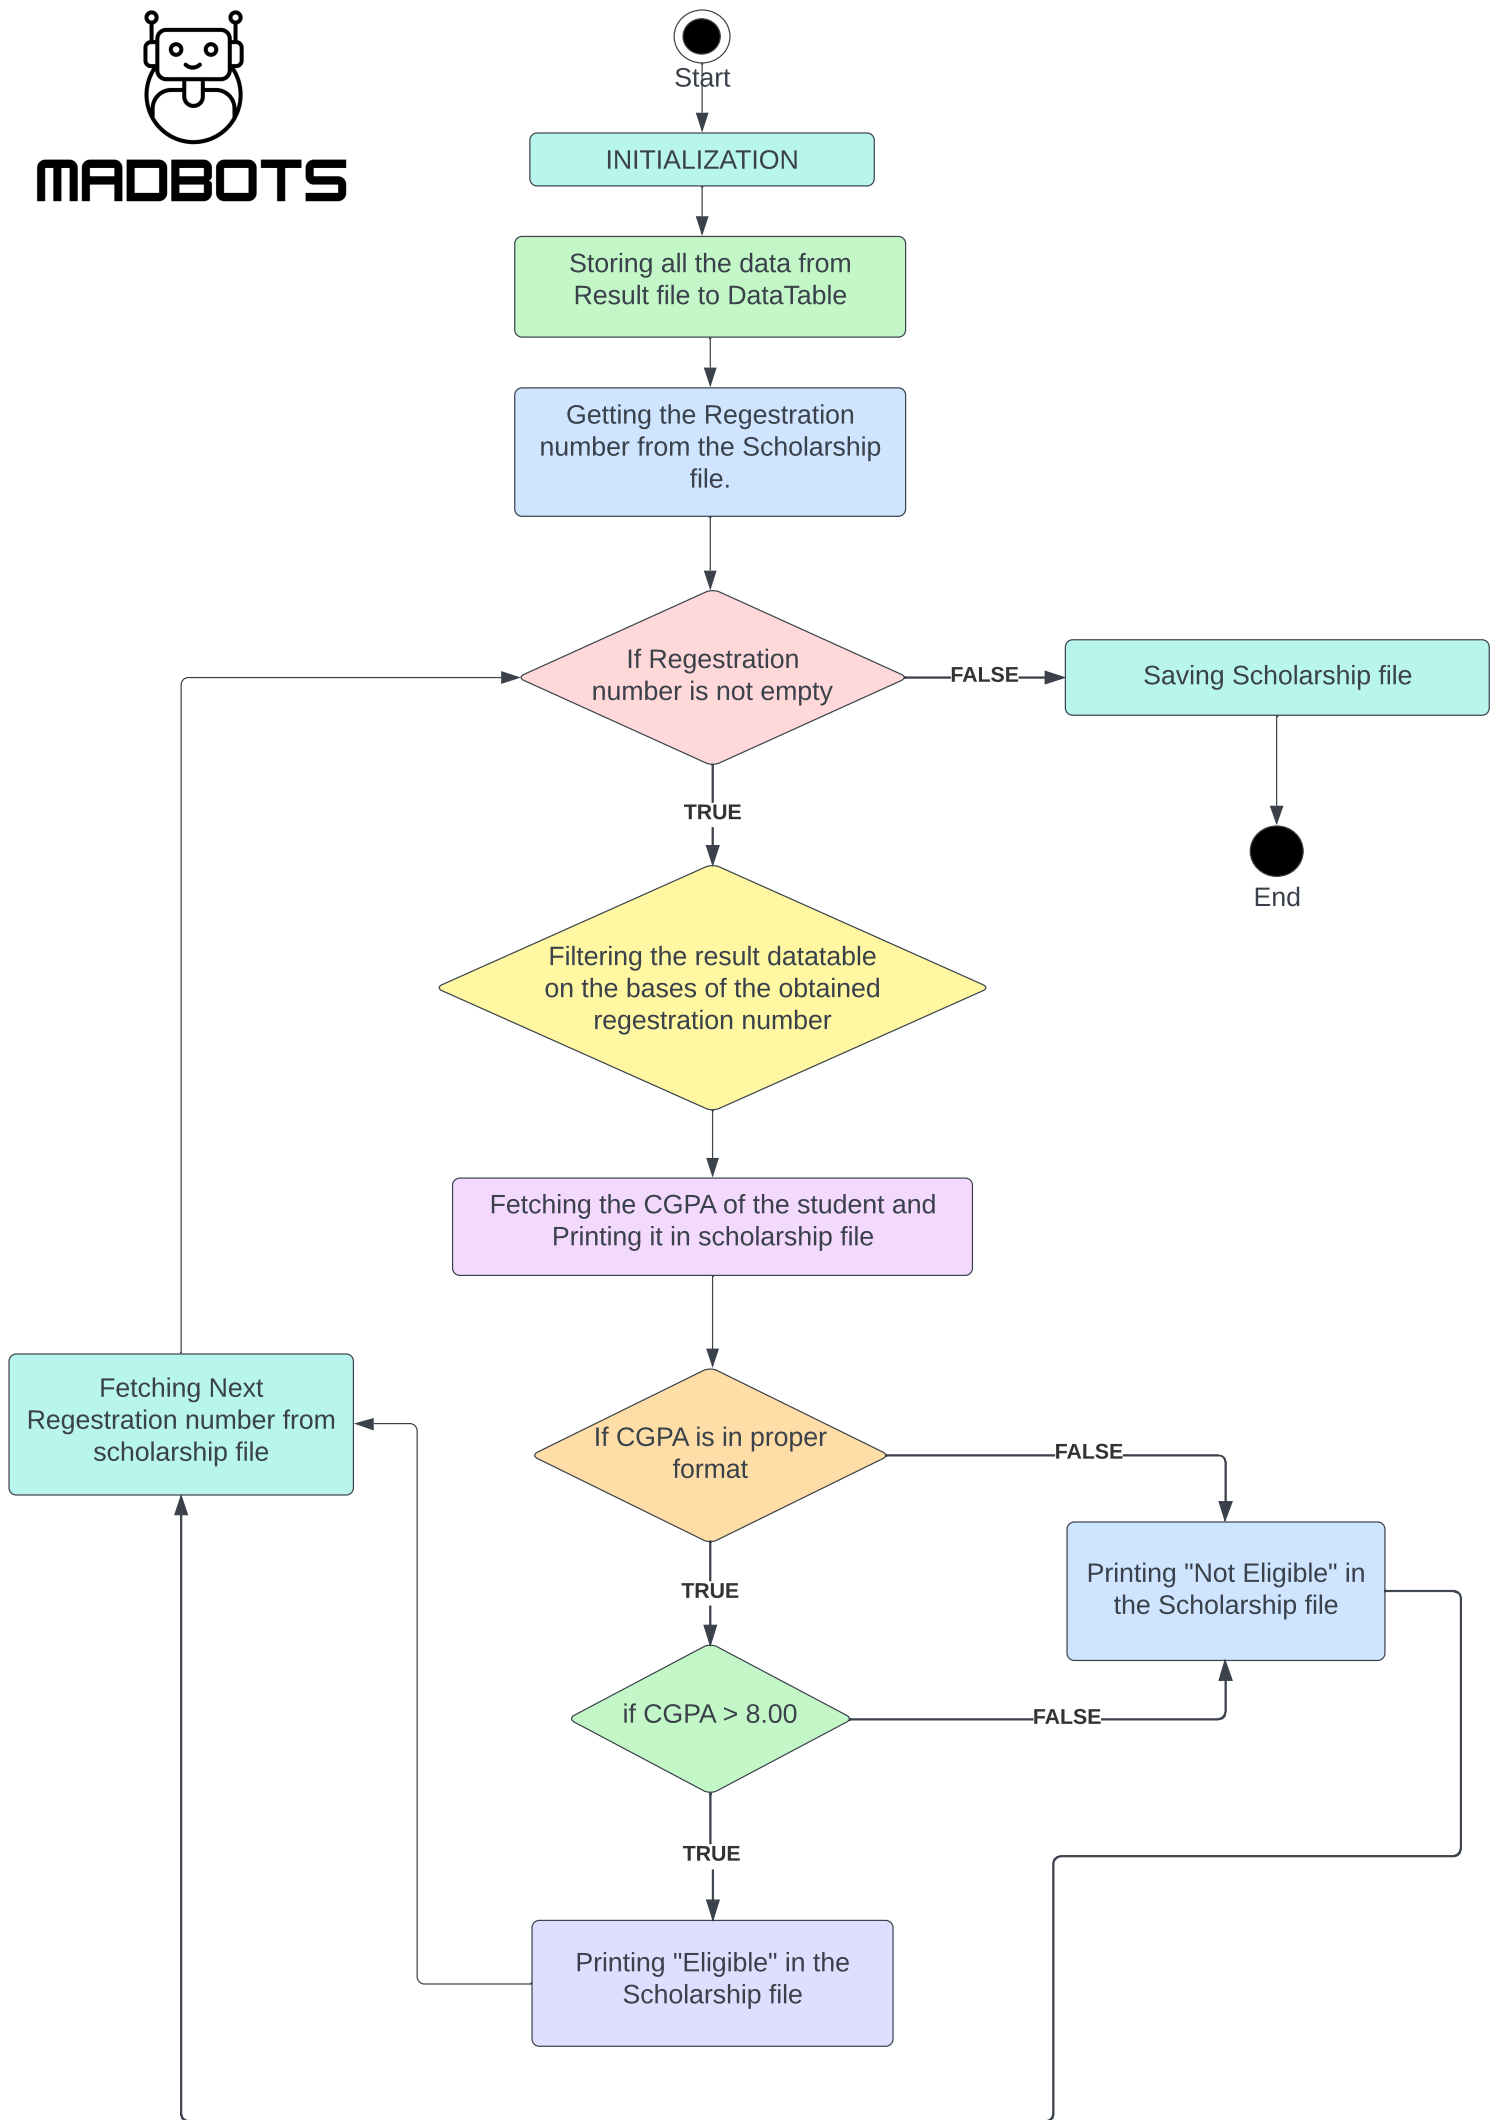 MADBOTS
Start
INITIALIZATION
Storing all the data from
Result file to DataTable
Getting the Regestration
number from the Scholarship
file.
If Regestration
number is not empty
FALSE
Saving Scholarship file
TRUE
End
Filtering the result datatable
on the bases of the obtained
regestration number
Fetching the CGPA of the student and
Printing it in scholarship file
Fetching Next
Regestration number from
scholarship file
If CGPA is in proper
format
FALSE
Printing "Not Eligible" in
the Scholarship file
TRUE
if CGPA > 8.00
FALSE
TRUE
Printing "Eligible" in the
Scholarship file